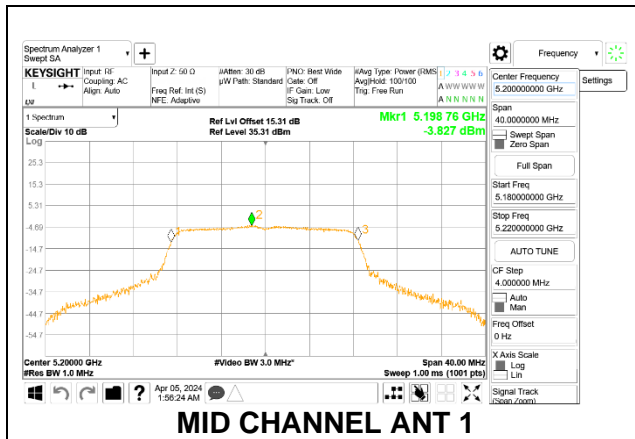 Spectrum Analyzer 1
Swept SA
Frequency
KEYSIGHT
Input: RF
Coupling: AC
Align: Auto
Input Z: 50 Ω
Freq Ref: Int (S)
NFE: Adaptive
#Atten: 30 dB
µW Path: Standard
PNO: Best Wide
Gate: Off
IF Gain: Low
Sig Track: Off
#Avg Type: Power (RMS
Avg|Hold: 100/100
Trig: Free Run
1 2 3 4 5 6
A W W W W W
A N N N N N
1 Spectrum
Scale/Div 10 dB
Log
Ref Lvl Offset 15.31 dB
Ref Level 35.31 dBm
Mkr1 5.198 76 GHz
-3.827 dBm
25.3
15.3
5.31
-4.69
-14.7
-24.7
-34.7
-44.7
-54.7
1
2
3
Center 5.20000 GHz
#Res BW 1.0 MHz
#Video BW 3.0 MHz*
Span 40.00 MHz
Sweep 1.00 ms (1001 pts)
Center Frequency
5.200000000 GHz
Settings
Span
40.0000000 MHz
Swept Span
Zero Span
Full Span
Start Freq
5.180000000 GHz
Stop Freq
5.220000000 GHz
AUTO TUNE
CF Step
4.000000 MHz
Auto
Man
Freq Offset
0 Hz
X Axis Scale
Log
Lin
Signal Track
(Span Zoom)
?
Apr 05, 2024
1:56:24 AM
MID CHANNEL ANT 1